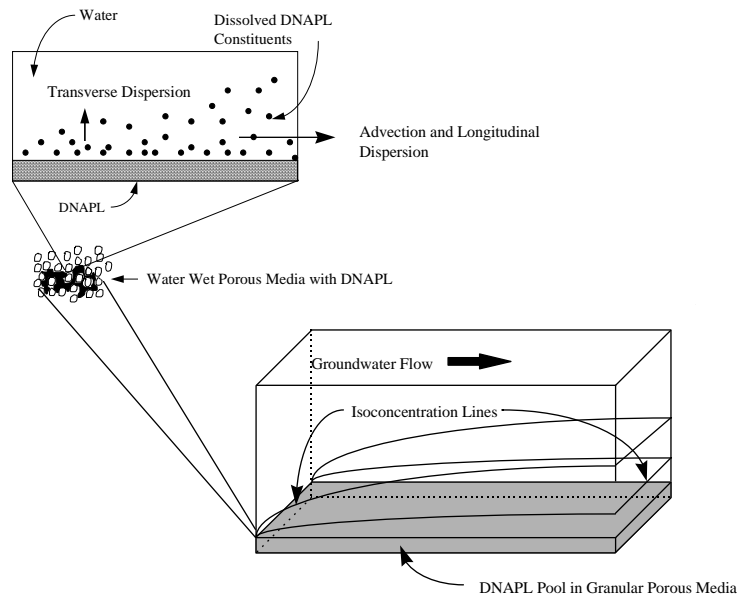 Water
Dissolved DNAPL
Constituents
Transverse Dispersion
Advection and Longitudinal
Dispersion
DNAPL
Water Wet Porous Media with DNAPL
Groundwater Flow
Isoconcentration Lines
DNAPL Pool in Granular Porous Media